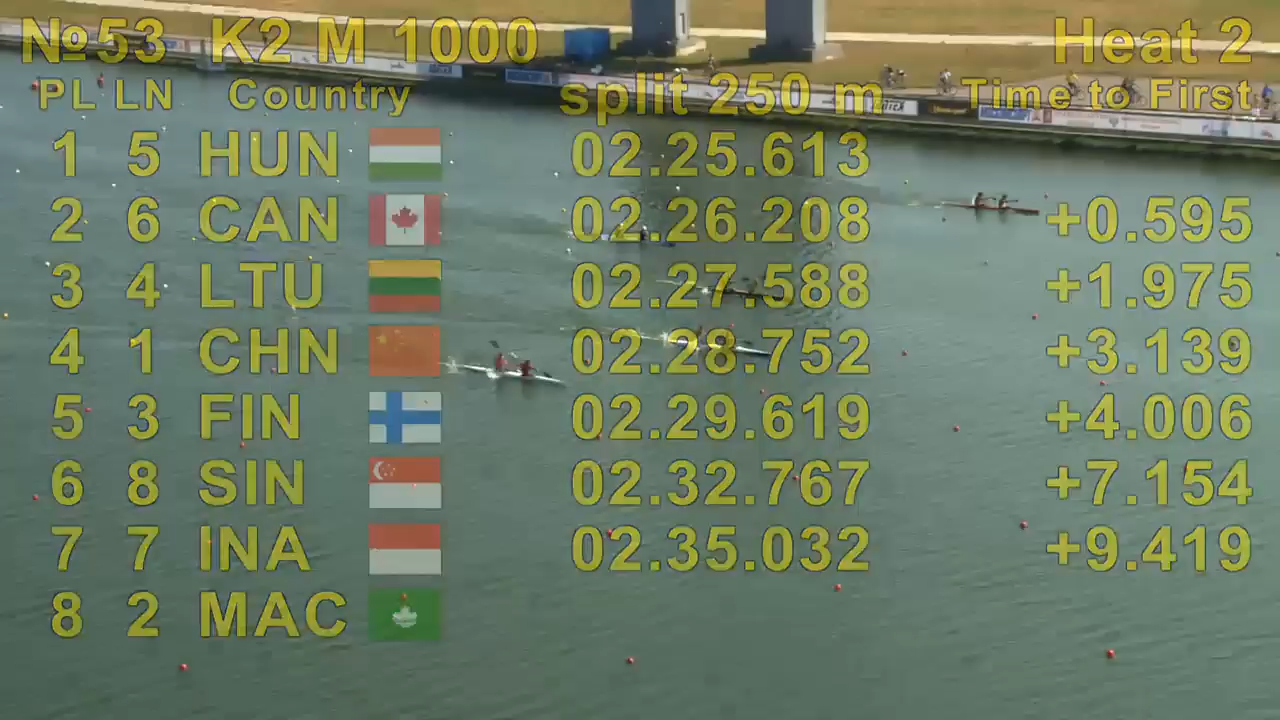 №53 K2 M 1000 Heat 2
PL LN Country split 250 m Time to First
1 5 HUN 02.25.613
2 6 CAN 02.26.208 +0.595
3 4 LTU 02.27.588 +1.975
4 1 CHN 02.28.752 +3.139
5 3 FIN 02.29.619 +4.006
6 8 SIN 02.32.767 +7.154
7 7 INA 02.35.032 +9.419
8 2 MAC